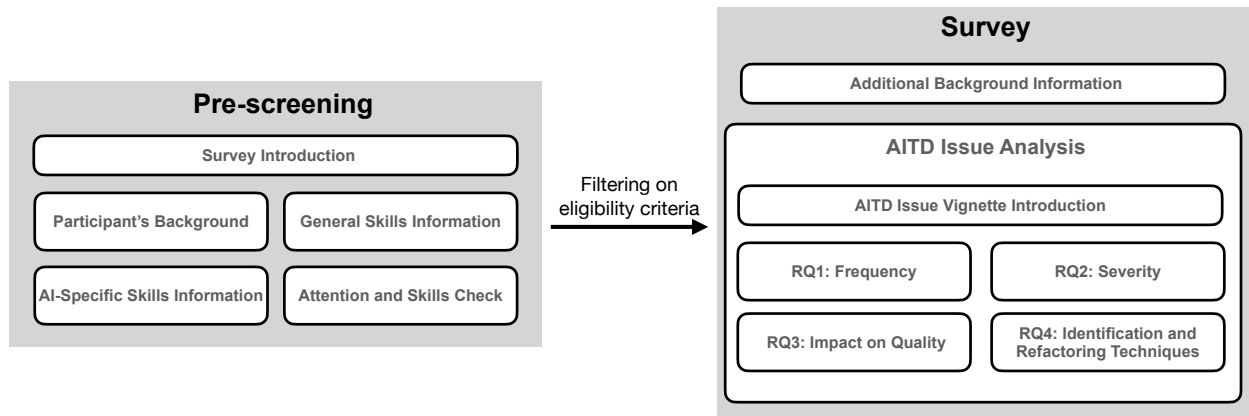 Pre-screening
Survey Introduction
Participant's Background
General Skills Information
AI-Specific Skills Information
Attention and Skills Check
Filtering on
eligibility criteria
Survey
Additional Background Information
AITD Issue Analysis
AITD Issue Vignette Introduction
RQ1: Frequency
RQ2: Severity
RQ3: Impact on Quality
RQ4: Identification and
Refactoring Techniques